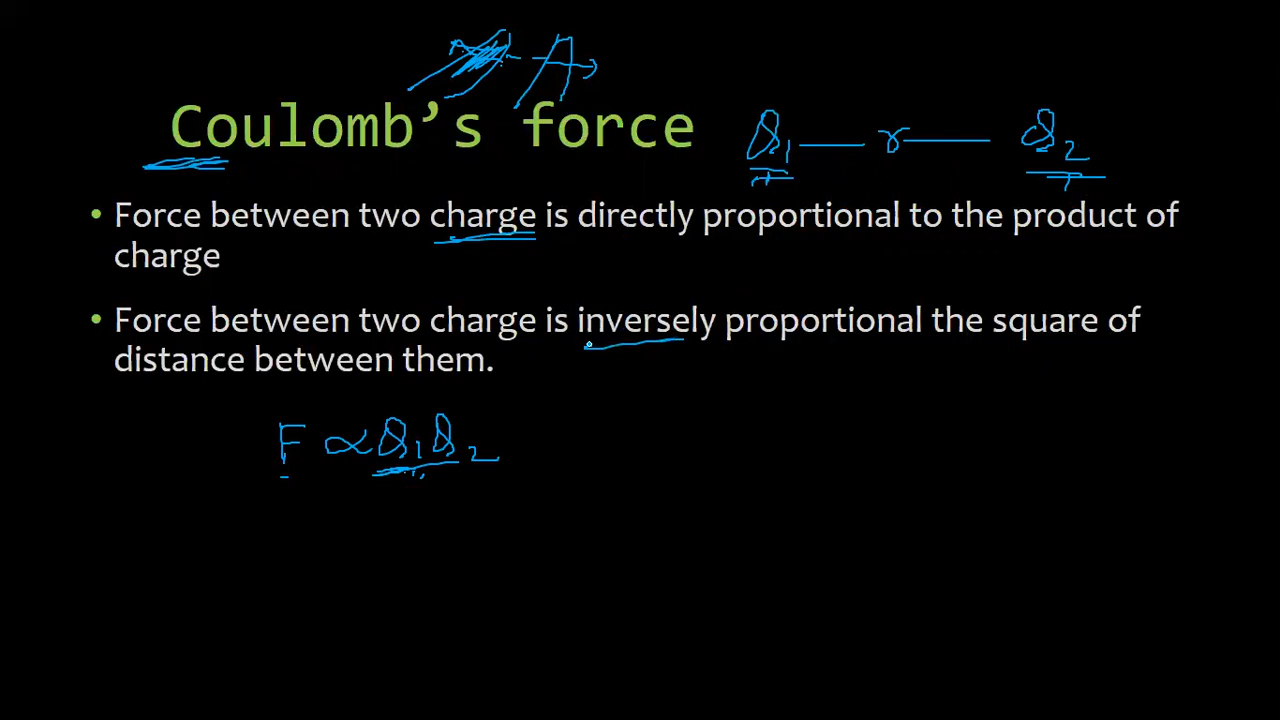 Coulomb's force
Q1 — r — Q2
• Force between two charge is directly proportional to the product of
charge
• Force between two charge is inversely proportional the square of
distance between them.
F ∝ Q1Q2